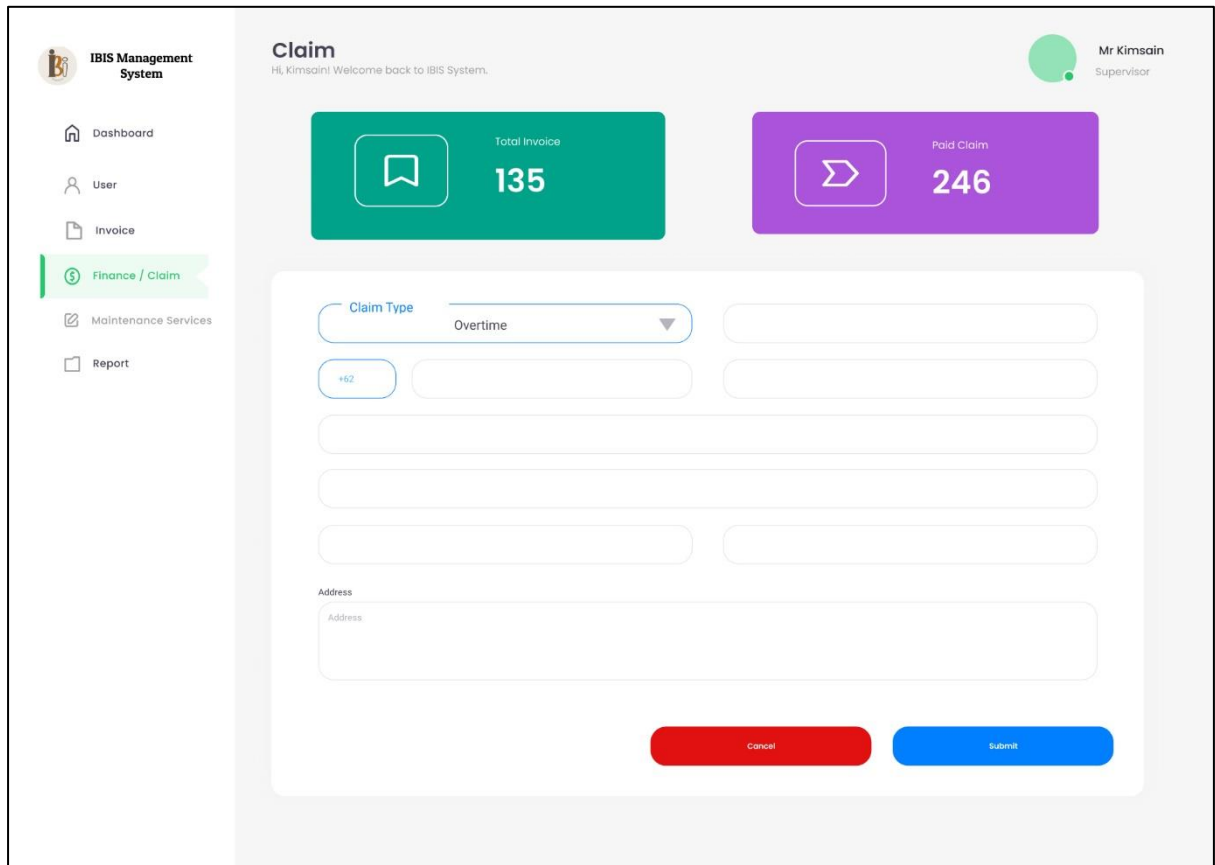 IBIS Management
System
Dashboard
User
Invoice
Finance / Claim
Maintenance Services
Report
Claim
Hi, Kimsain! Welcome back to IBIS System.
Mr Kimsain
Supervisor
Total Invoice
135
Paid Claim
246
Claim Type
Overtime
+62
Address
Address
Cancel
Submit